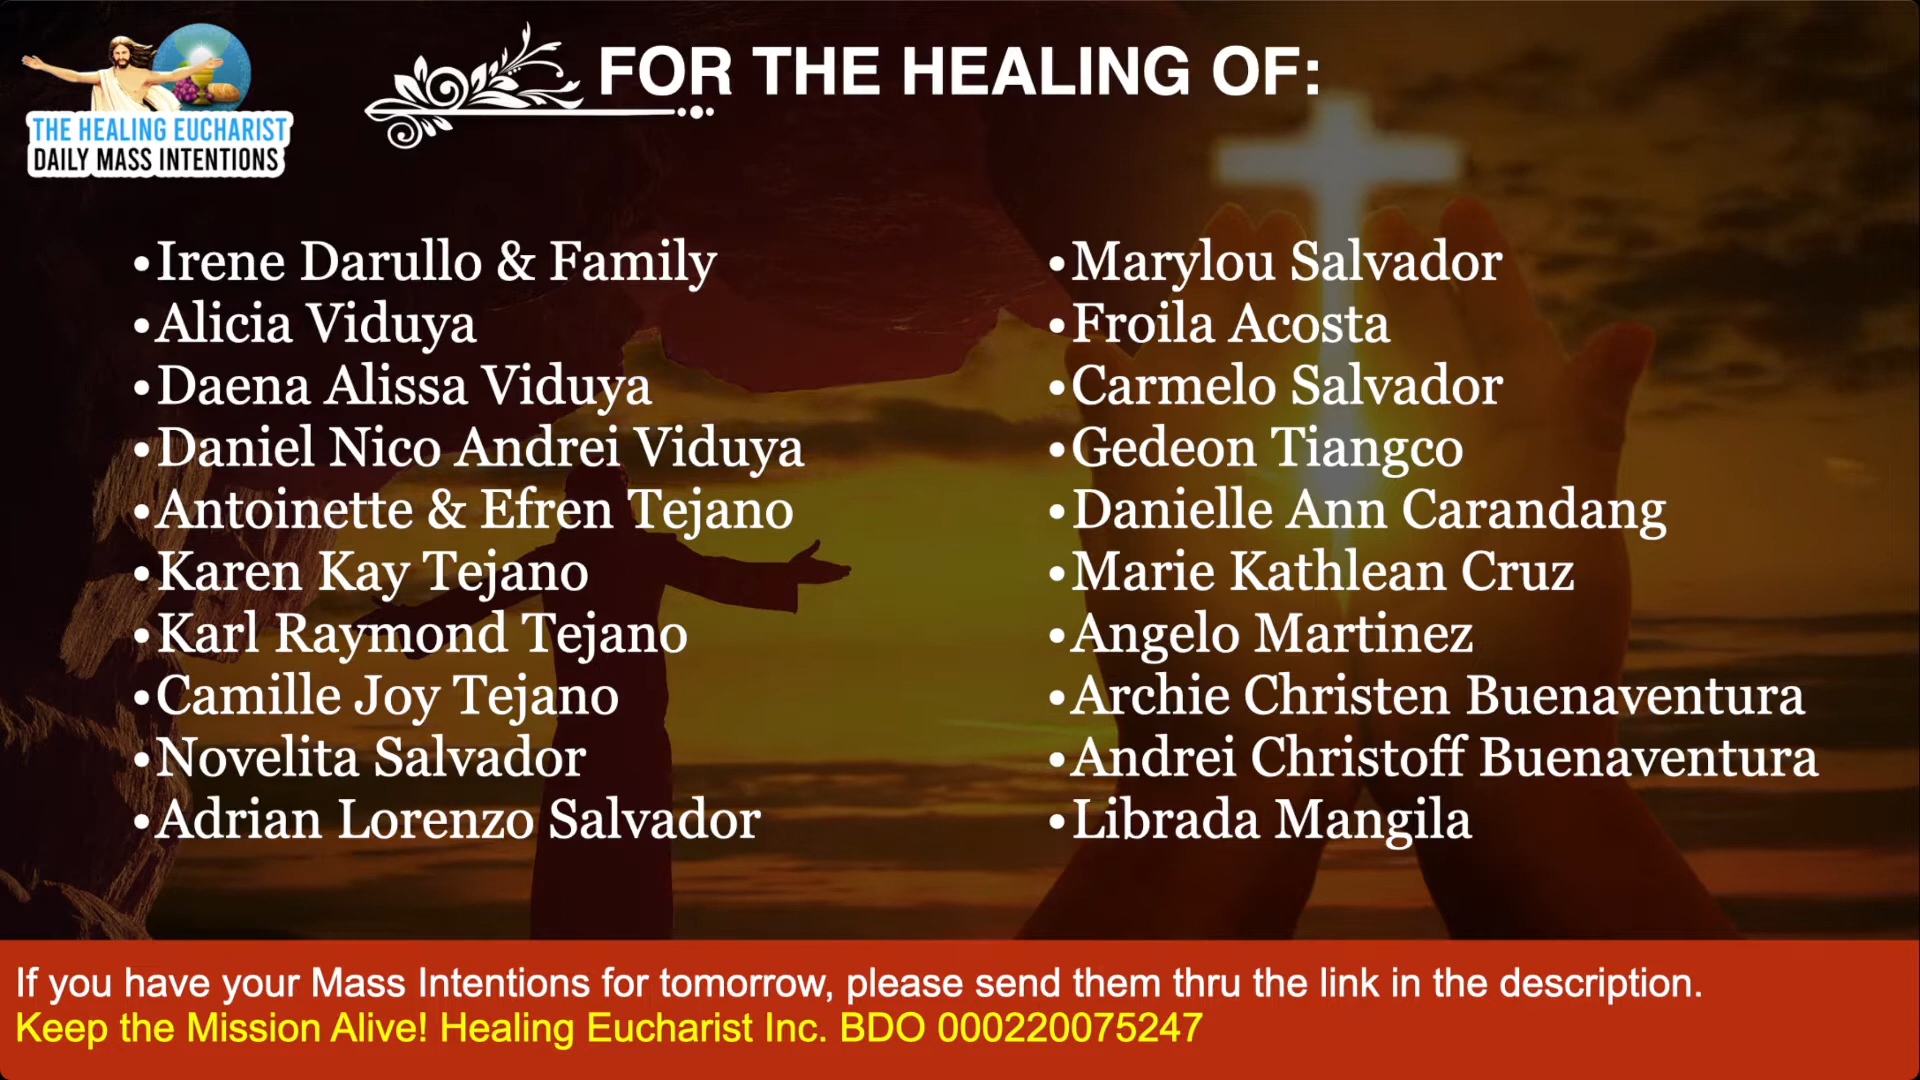 THE HEALING EUCHARIST
DAILY MASS INTENTIONS
FOR THE HEALING OF:
•Irene Darullo & Family
•Alicia Viduya
•Daena Alissa Viduya
•Daniel Nico Andrei Viduya
•Antoinette & Efren Tejano
•Karen Kay Tejano
•Karl Raymond Tejano
•Camille Joy Tejano
•Novelita Salvador
•Adrian Lorenzo Salvador
•Marylou Salvador
•Froila Acosta
•Carmelo Salvador
•Gedeon Tiangco
•Danielle Ann Carandang
•Marie Kathlean Cruz
•Angelo Martinez
•Archie Christen Buenaventura
•Andrei Christoff Buenaventura
•Librada Mangila
If you have your Mass Intentions for tomorrow, please send them thru the link in the description.
Keep the Mission Alive! Healing Eucharist Inc. BDO 000220075247